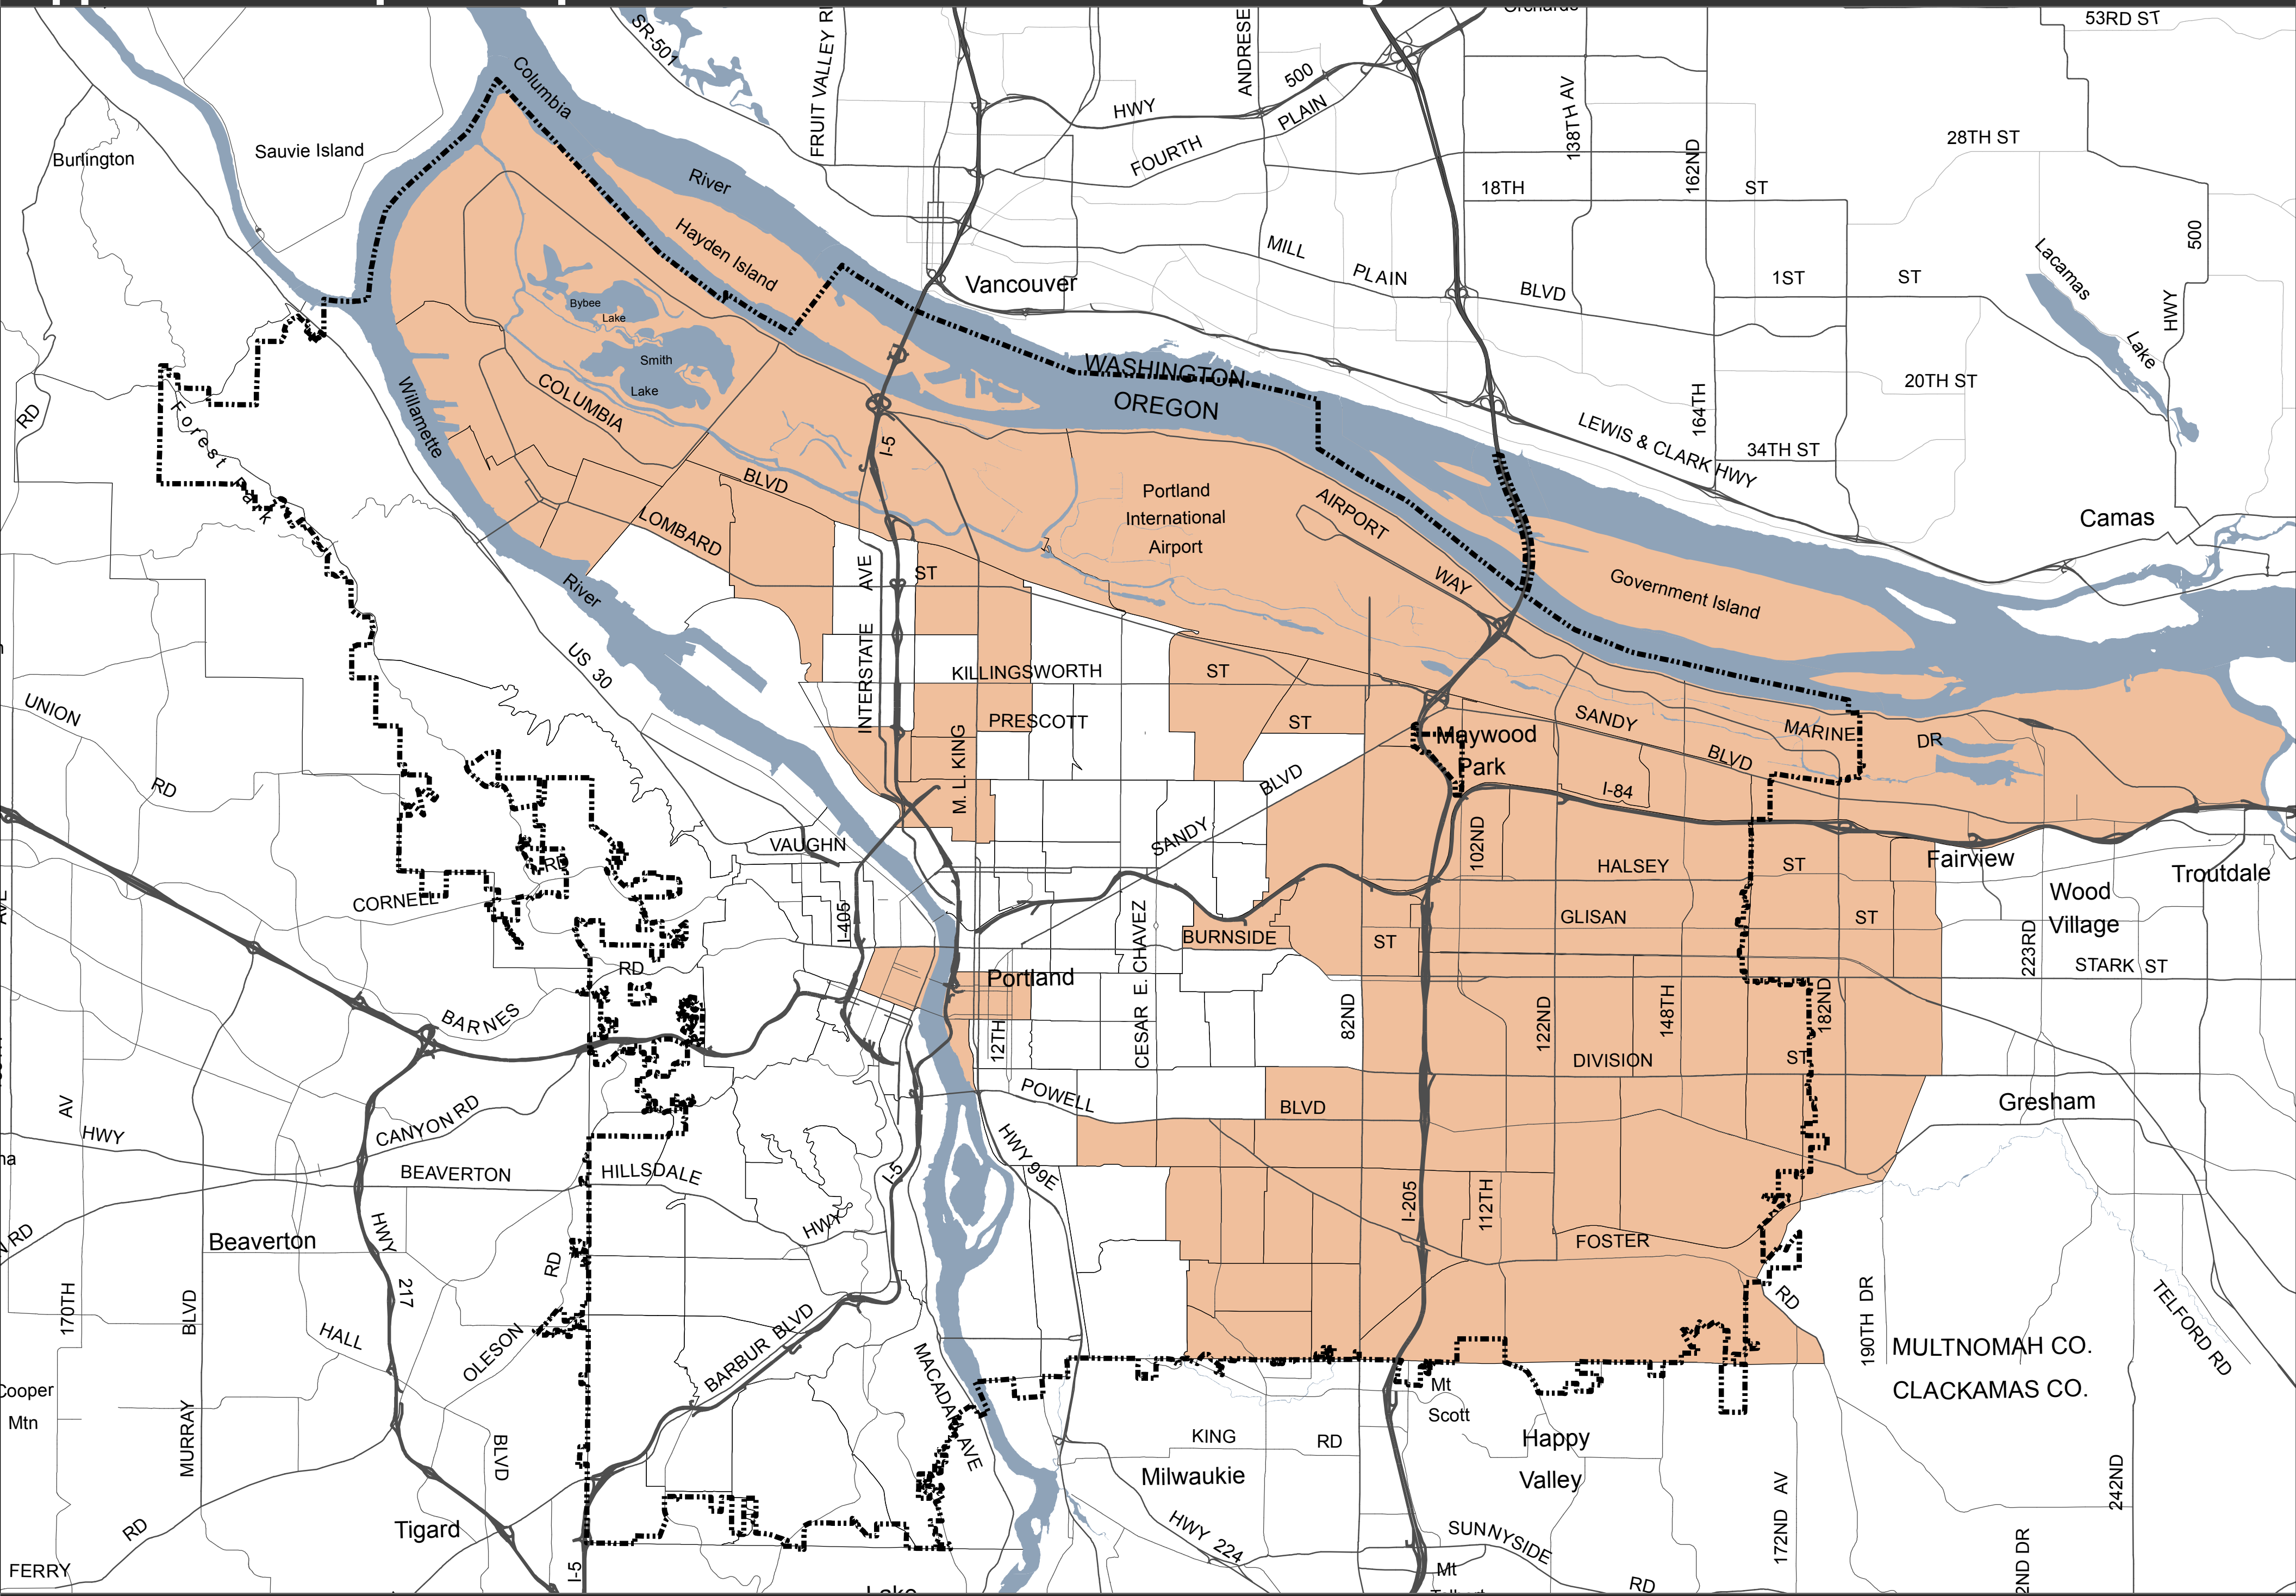 53RD ST
SR-501
FRUIT VALLEY
ANDRESE
Columbia
500
HWY
PLAIN
138TH AV
28TH ST
Burlington
Sauvie Island
FOURTH
162ND
River
18TH
ST
500
Hayden Island
MILL
PLAIN
Lacamas
Vancouver
BLVD
1ST
ST
HWY
Bybee
Lake
Lake
Smith
Lake
WASHINGTON
OREGON
20TH ST
COLUMBIA
Willamette
RD
Forest
Park
164TH
LEWIS & CLARK HWY
34TH ST
I-5
BLVD
Portland
International
Airport
AIRPORT
WAY
Camas
LOMBARD
ST
AVE
INTERSTATE
River
Government Island
US 30
KILLINGSWORTH
ST
PRESCOTT
ST
UNION
RD
M. L. KING
Maywood
Park
SANDY
BLVD
MARINE
DR
BLVD
SANDY
I-84
VAUGHN
102ND
HALSEY
ST
Fairview
Troutdale
Wood
Village
RD
CORNELL
I-405
CESAR E. CHAVEZ
BURNSIDE
ST
GLISAN
ST
223RD
STARK ST
RD
Portland
BARNES
12TH
82ND
122ND
148TH
182ND
DIVISION
ST
AV
HWY
CANYON RD
POWELL
BLVD
Gresham
BEAVERTON
HILLSDALE
HWY
I-5
HWY 99E
I-205
112TH
FOSTER
RD
RD
Beaverton
HWY
217
RD
170TH
BLVD
HALL
OLESON
BARBUR BLVD
MACADAM AVE
190TH DR
TELFORD RD
MULTNOMAH CO.
CLACKAMAS CO.
Cooper
Mtn
MURRAY
BLVD
Mt
Scott
KING
RD
Happy
Valley
Milwaukie
Tigard
RD
FERRY
I-5
HWY 224
SUNNYSIDE
RD
Mt
172ND AV
242ND
2ND DR